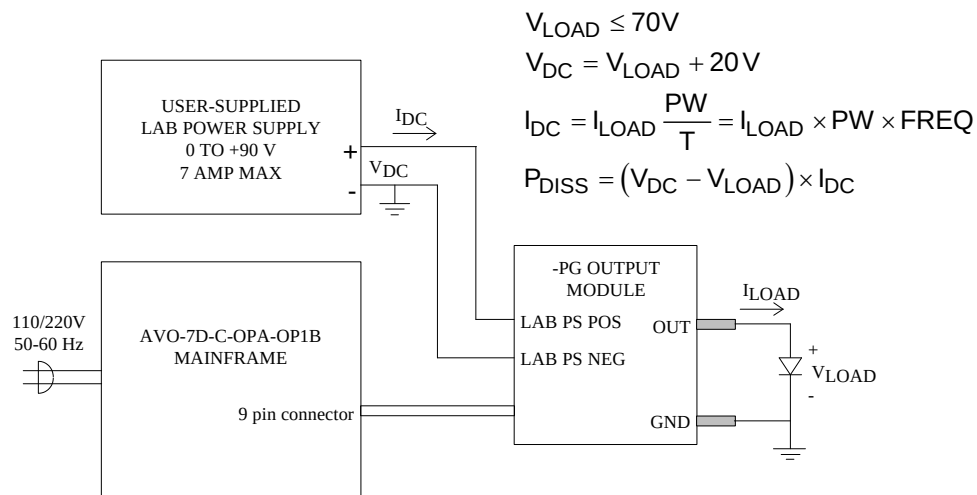 V_LOAD ≤ 70V
V_DC = V_LOAD + 20V
I_DC = I_LOAD PW/T = I_LOAD × PW × FREQ
P_DISS = (V_DC − V_LOAD) × I_DC
USER-SUPPLIED
LAB POWER SUPPLY
0 TO +90 V
7 AMP MAX
+
-
I_DC
V_DC
110/220V
50-60 Hz
AVO-7D-C-OPA-OP1B
MAINFRAME
9 pin connector
-PG OUTPUT
MODULE
LAB PS POS
LAB PS NEG
OUT
GND
I_LOAD
+
V_LOAD
-